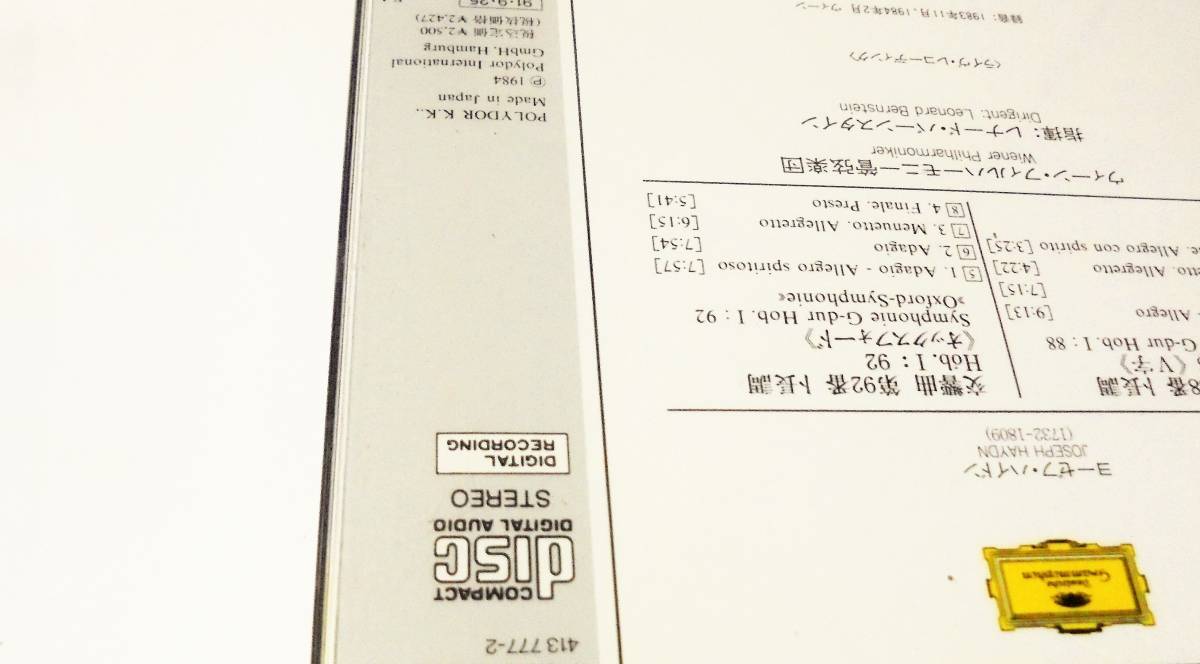 413 777-2
COMPACT
disc
DIGITAL AUDIO
STEREO
DIGITAL
RECORDING
POLYDOR K.K..
Made in Japan
Ⓟ 1984
Polydor International
GmbH, Hamburg
税込定価 ¥2,500
(税抜価格 ¥2,427)
91・9・26
Deutsche
Grammophon
ヨーゼフ・ハイドン
JOSEPH HAYDN
(1732-1809)
8番 ト長調
《V字》
G-dur Hob. I : 88
- Allegro [9:13]
[7:15]
etto. Allegretto [4:22]
e. Allegro con spirito [3:25]
交響曲 第92番 ト長調
Hob. I : 92
《オックスフォード》
Symphonie G-dur Hob. I : 92
»Oxford-Symphonie«
5 1. Adagio - Allegro spiritoso [7:57]
6 2. Adagio [7:54]
7 3. Menuetto. Allegretto [6:15]
8 4. Finale. Presto [5:41]
ウィーン・フィルハーモニー管弦楽団
Wiener Philharmoniker
指揮：レナード・バーンスタイン
Dirigent: Leonard Bernstein
〈ライヴ・レコーディング〉
録音：1983年11月、1984年2月 ウィーン